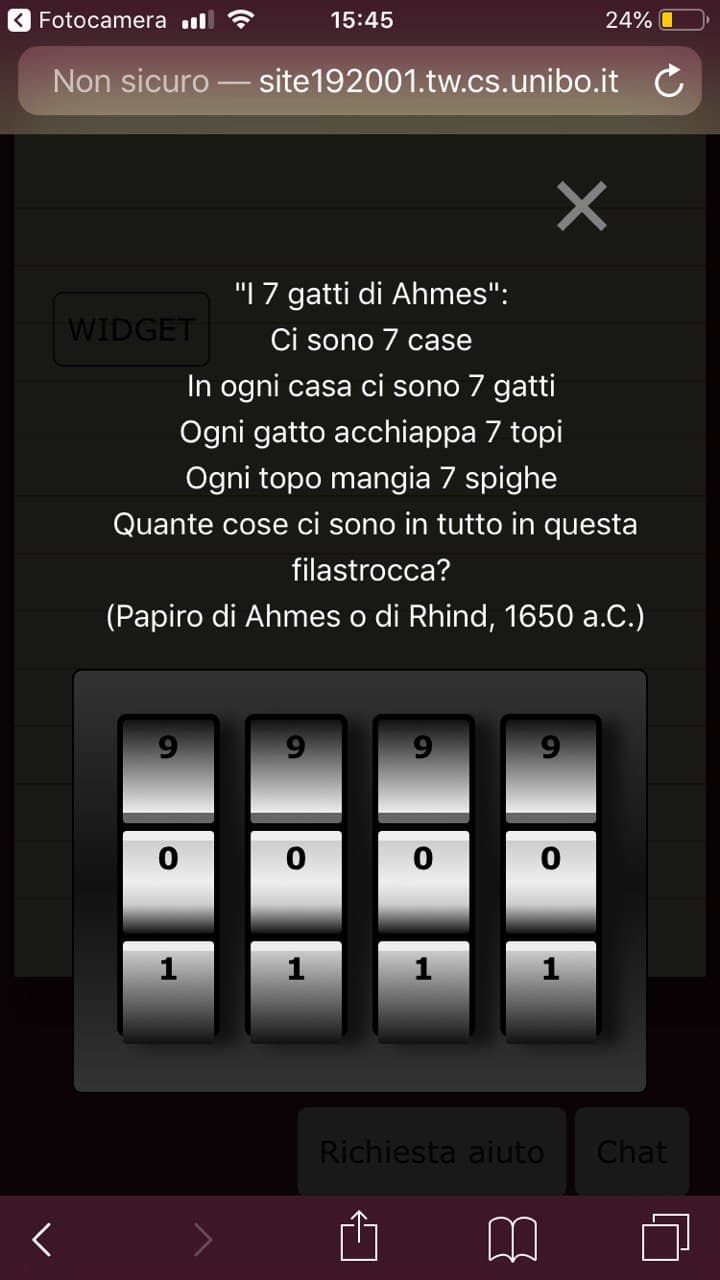 Fotocamera 15:45 24%
Non sicuro — site192001.tw.cs.unibo.it
WIDGET
"I 7 gatti di Ahmes":
Ci sono 7 case
In ogni casa ci sono 7 gatti
Ogni gatto acchiappa 7 topi
Ogni topo mangia 7 spighe
Quante cose ci sono in tutto in questa
filastrocca?
(Papiro di Ahmes o di Rhind, 1650 a.C.)
9 9 9 9
0 0 0 0
1 1 1 1
Richiesta aiuto Chat